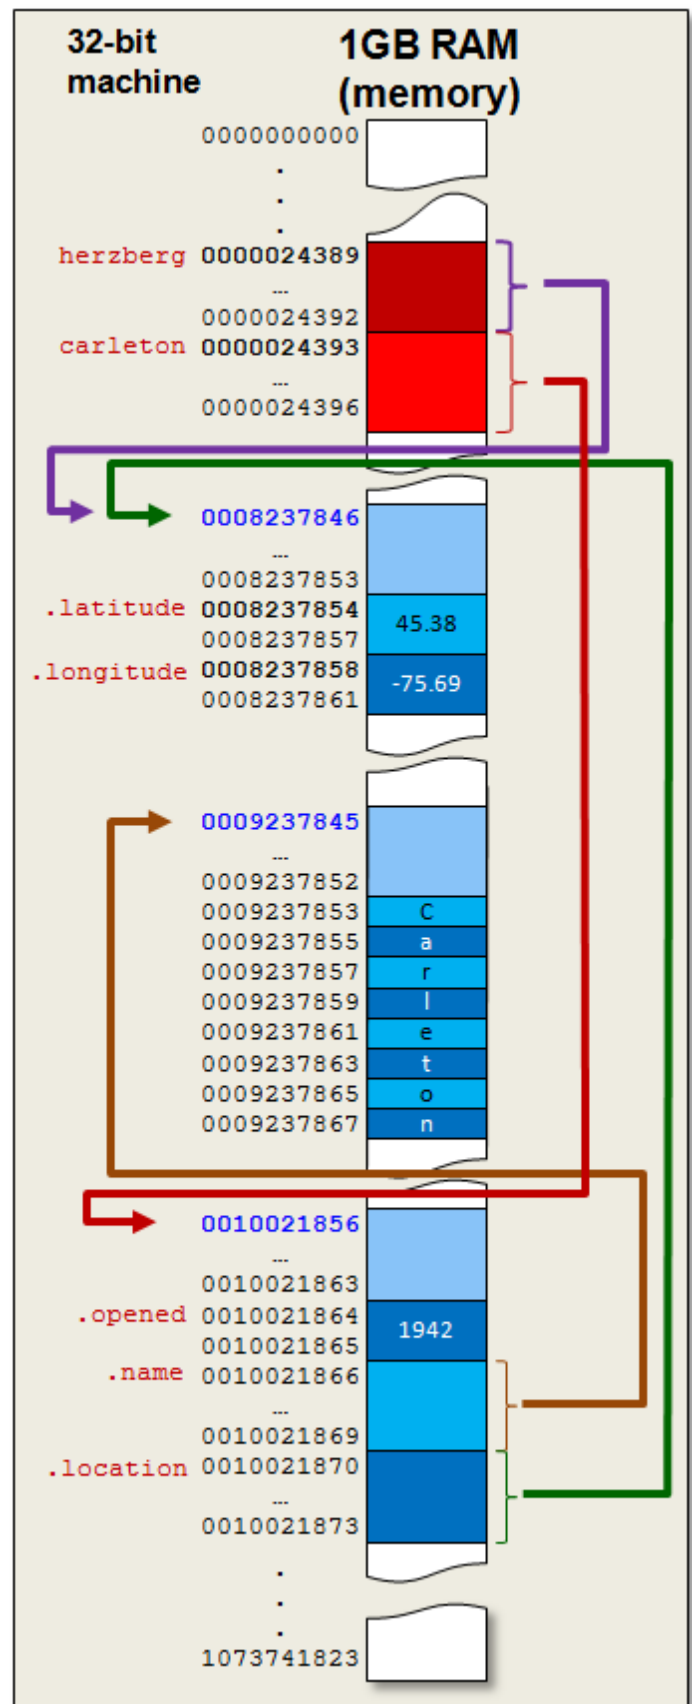 32-bit 1GB RAM
machine (memory)
0000000000
.
.
.
herzberg 0000024389
...
0000024392
carleton 0000024393
...
0000024396
0008237846
...
0008237853
.latitude 0008237854 45.38
0008237857
.longitude 0008237858 -75.69
0008237861
0009237845
...
0009237852
0009237853 C
0009237855 a
0009237857 r
0009237859 l
0009237861 e
0009237863 t
0009237865 o
0009237867 n
0010021856
...
0010021863
.opened 0010021864 1942
0010021865
.name 0010021866
...
0010021869
.location 0010021870
...
0010021873
.
.
.
1073741823